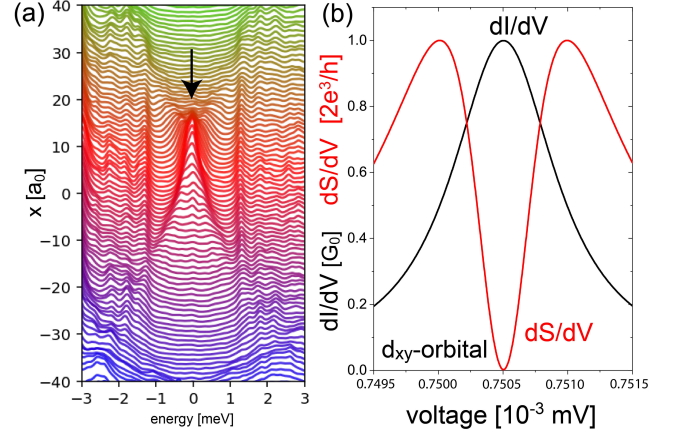 (a)
40
30
20
10
0
−10
−20
−30
−40
x [a0]
−3 −2 −1 0 1 2 3
energy [meV]
(b)
dI/dV
1.0
0.8
0.6
0.4
0.2
0.0
dS/dV [2e³/h]
dI/dV [G0]
dxy-orbital
dS/dV
0.7495 0.7500 0.7505 0.7510 0.7515
voltage [10⁻³ mV]